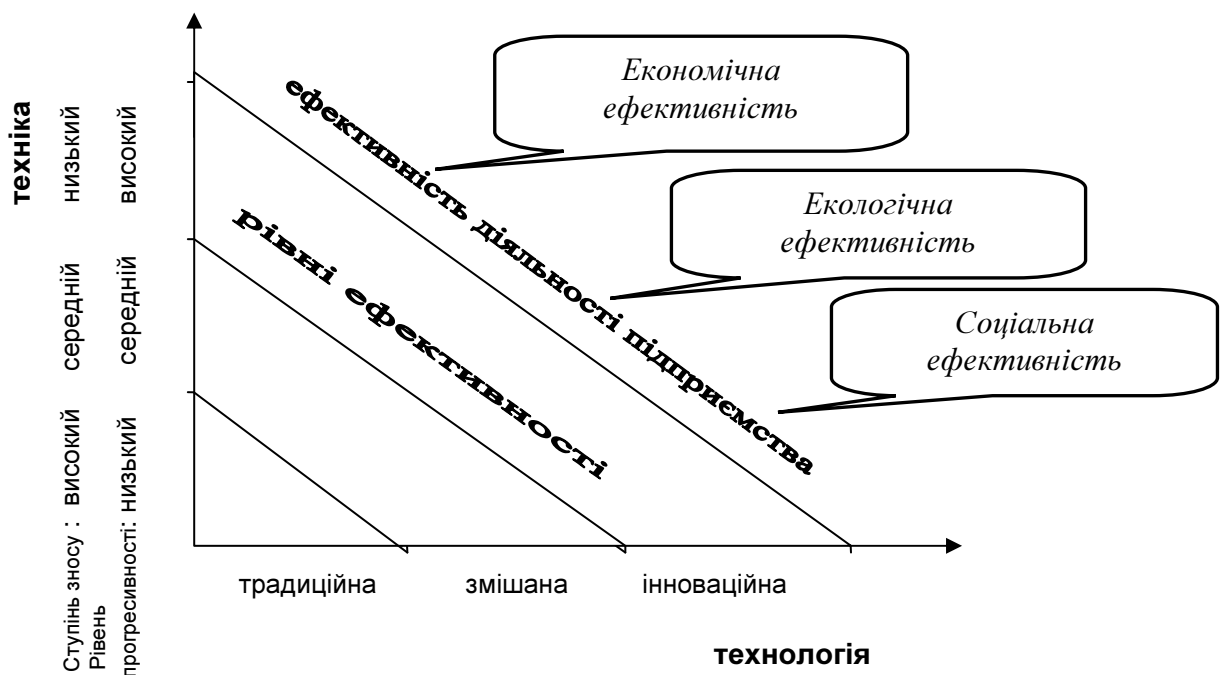 техніка
Ступінь зносу : високий середній низький
Рівень
прогресивності: низький середній високий
ефективність діяльності підприємства
рівні ефективності
Економічна
ефективність
Екологічна
ефективність
Соціальна
ефективність
традиційна змішана інноваційна
технологія